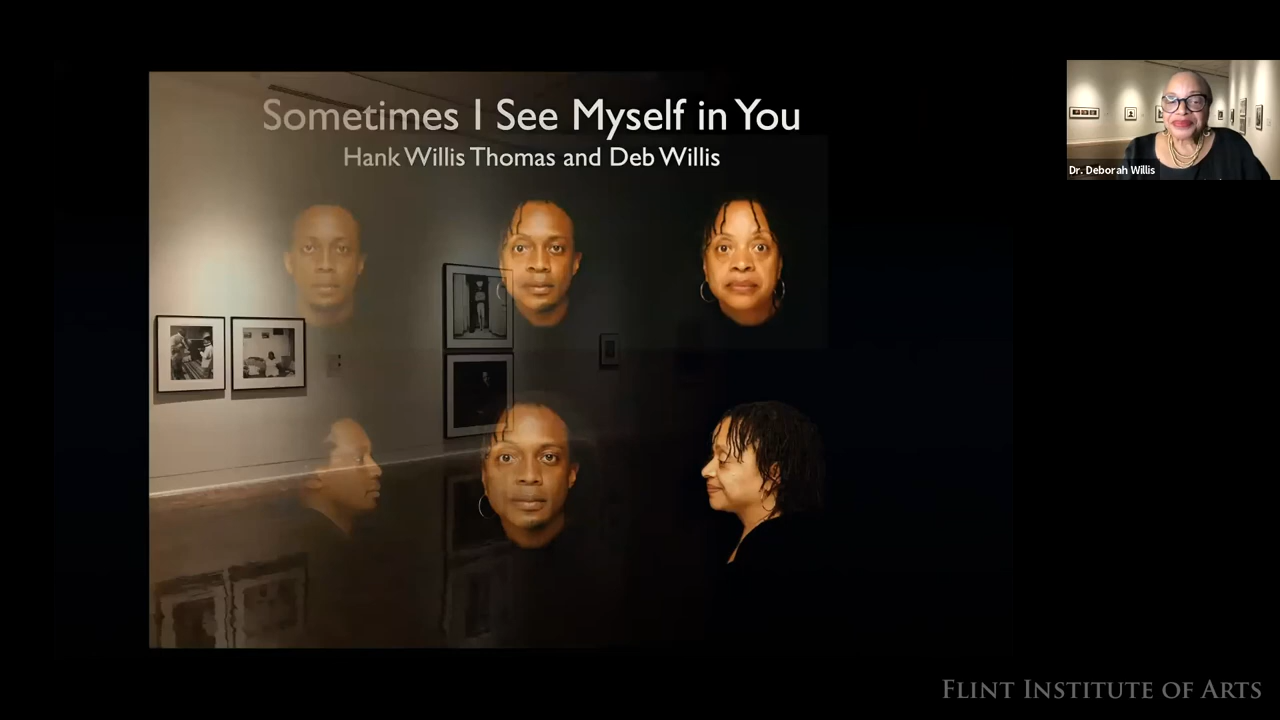 Sometimes I See Myself in You
Hank Willis Thomas and Deb Willis
Dr. Deborah Willis
FLINT INSTITUTE OF ARTS